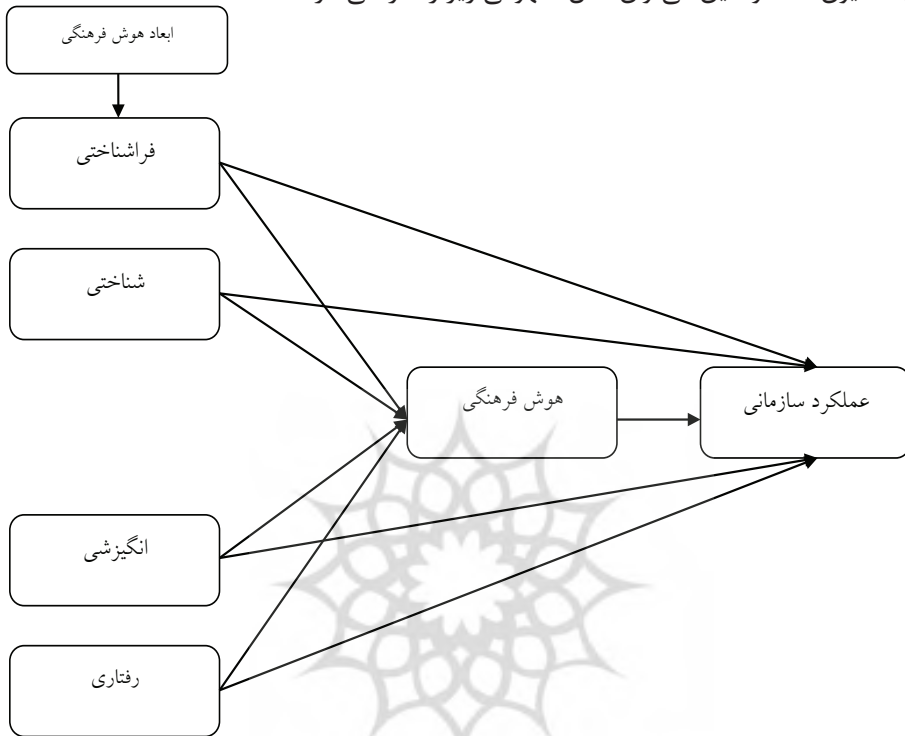 ابعاد هوش فرهنگی
فراشناختی
شناختی
هوش فرهنگی
عملکرد سازمانی
انگیزشی
رفتاری